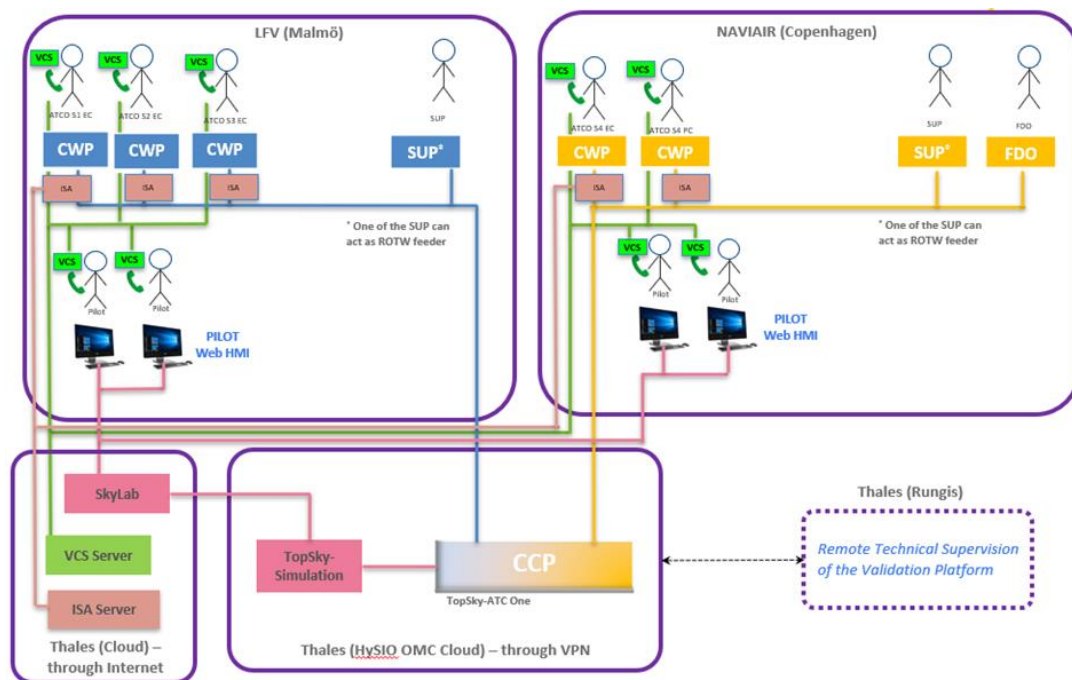 LFV (Malmö)
VCS
VCS
VCS
ATCO S1 EC
ATCO S2 EC
ATCO S3 EC
SUP
CWP
CWP
CWP
SUP*
ISA
ISA
ISA
* One of the SUP can
act as ROTW feeder
VCS
VCS
Pilot
Pilot
PILOT
Web HMI
NAVIAIR (Copenhagen)
VCS
VCS
ATCO S4 EC
ATCO S4 PC
SUP
FDO
CWP
CWP
SUP*
FDO
ISA
ISA
* One of the SUP can
act as ROTW feeder
VCS
VCS
Pilot
Pilot
PILOT
Web HMI
SkyLab
VCS Server
ISA Server
Thales (Cloud) –
through Internet
TopSky-
Simulation
CCP
TopSky-ATC One
Thales (HySIO OMC Cloud) – through VPN
Thales (Rungis)
Remote Technical Supervision
of the Validation Platform